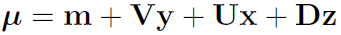 μ = m + Vy + Ux + Dz